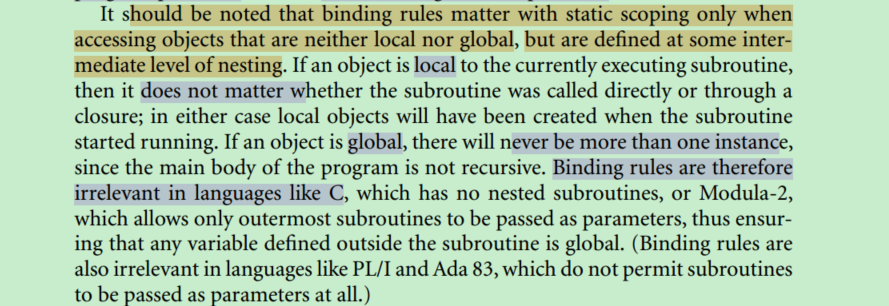 It should be noted that binding rules matter with static scoping only when
accessing objects that are neither local nor global, but are defined at some inter-
mediate level of nesting. If an object is local to the currently executing subroutine,
then it does not matter whether the subroutine was called directly or through a
closure; in either case local objects will have been created when the subroutine
started running. If an object is global, there will never be more than one instance,
since the main body of the program is not recursive. Binding rules are therefore
irrelevant in languages like C, which has no nested subroutines, or Modula-2,
which allows only outermost subroutines to be passed as parameters, thus ensur-
ing that any variable defined outside the subroutine is global. (Binding rules are
also irrelevant in languages like PL/I and Ada 83, which do not permit subroutines
to be passed as parameters at all.)